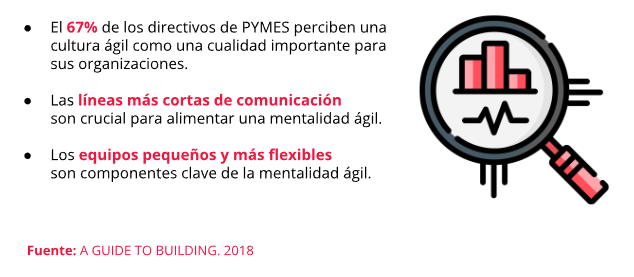 ● El 67% de los directivos de PYMES perciben una
cultura ágil como una cualidad importante para
sus organizaciones.
● Las líneas más cortas de comunicación
son crucial para alimentar una mentalidad ágil.
● Los equipos pequeños y más flexibles
son componentes clave de la mentalidad ágil.
Fuente: A GUIDE TO BUILDING. 2018